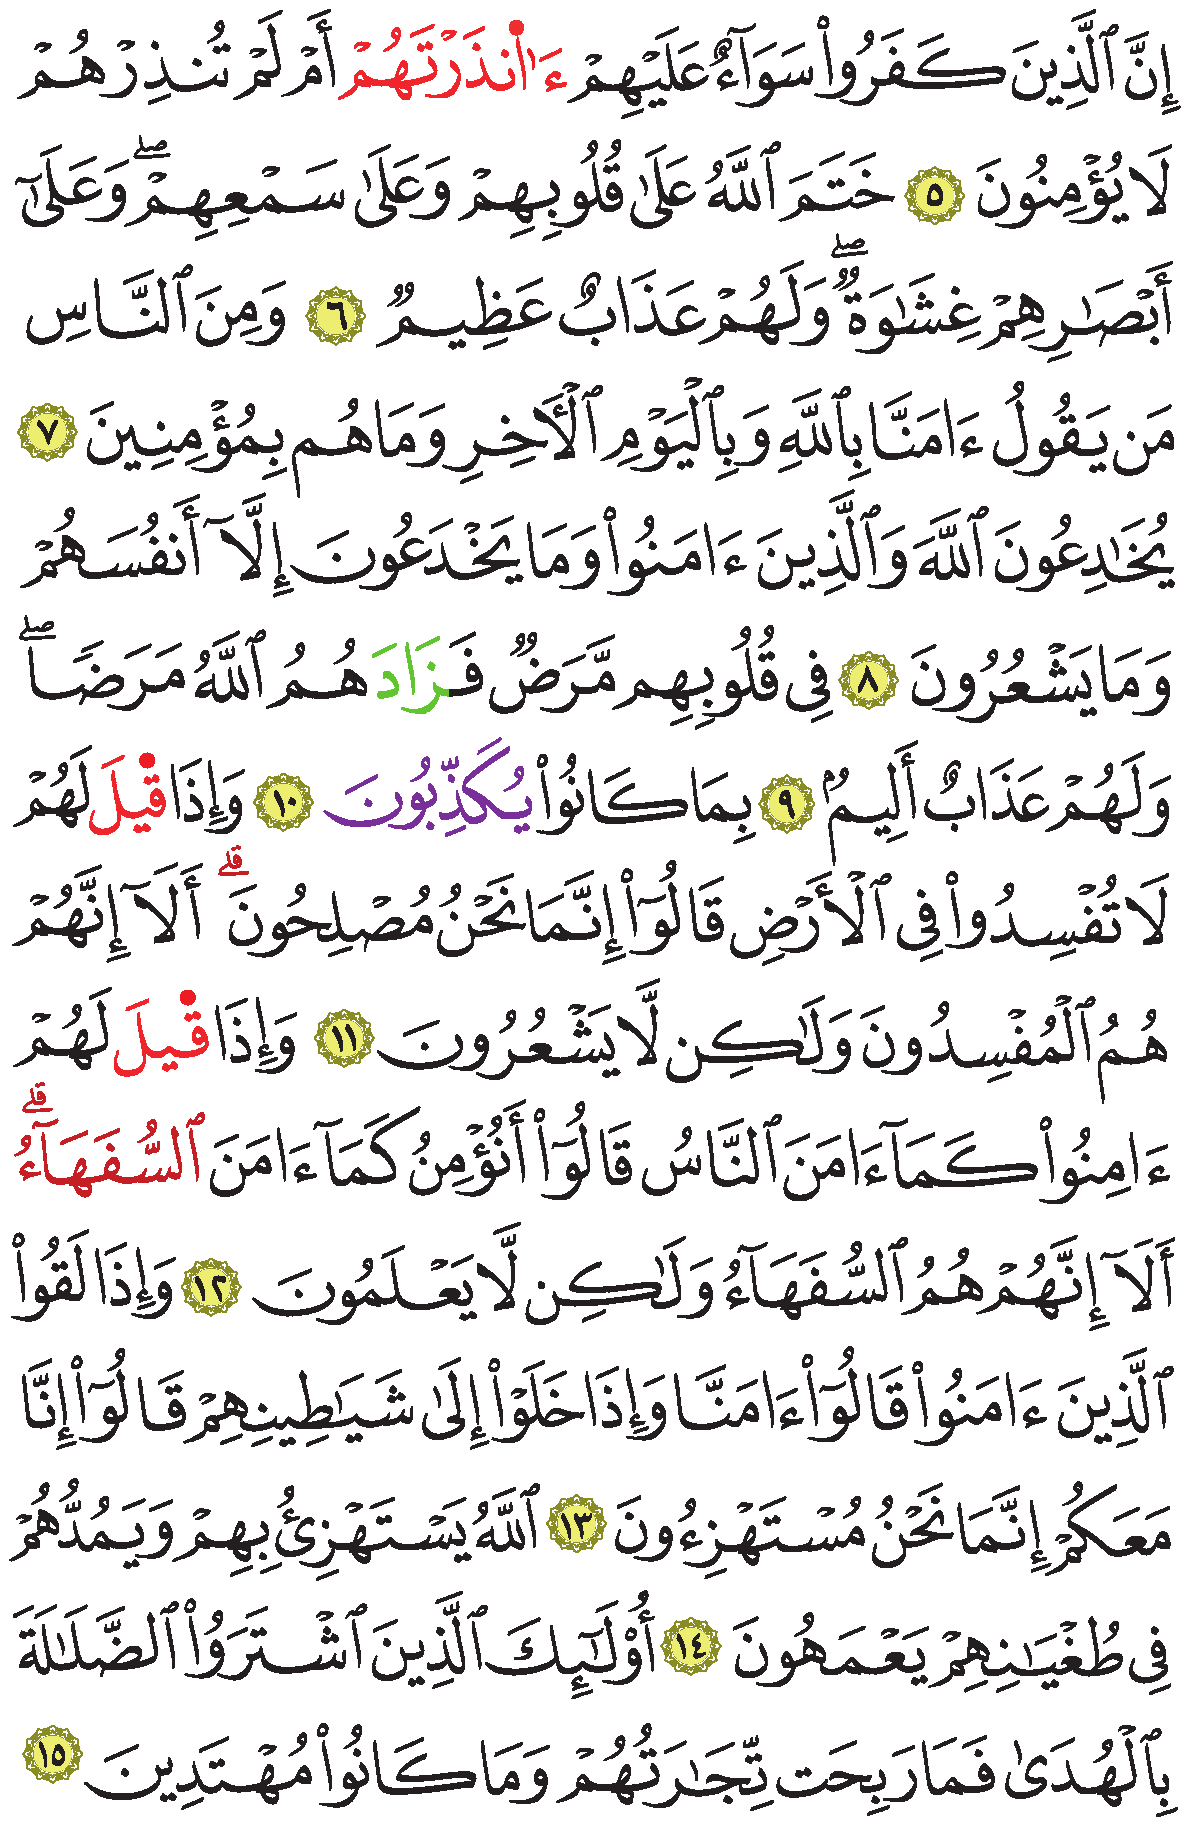 إِنَّ ٱلَّذِينَ كَفَرُواْ سَوَآءٌ عَلَيْهِمْ ءَاٰنذَرْتَهُمْ أَمْ لَمْ تُنذِرْهُمْ
لَا يُؤْمِنُونَ ٥ خَتَمَ ٱللَّهُ عَلَىٰ قُلُوبِهِمْ وَعَلَىٰ سَمْعِهِمْۖ وَعَلَىٰٓ
أَبْصَٰرِهِمْ غِشَٰوَةٌۖ وَلَهُمْ عَذَابٌ عَظِيمٌ ٦ وَمِنَ ٱلنَّاسِ
مَن يَقُولُ ءَامَنَّا بِٱللَّهِ وَبِٱلْيَوْمِ ٱلْأَخِرِ وَمَا هُم بِمُؤْمِنِينَ ٧
يُخَٰدِعُونَ ٱللَّهَ وَٱلَّذِينَ ءَامَنُواْ وَمَا يَخْدَعُونَ إِلَّآ أَنفُسَهُمْ
وَمَا يَشْعُرُونَ ٨ فِي قُلُوبِهِم مَّرَضٌ فَزَادَهُمُ ٱللَّهُ مَرَضًاۖ
وَلَهُمْ عَذَابٌ أَلِيمٌ ٩ بِمَا كَانُواْ يُكَذِّبُونَ ١٠ وَإِذَا قِيلَ لَهُمْ
لَا تُفْسِدُواْ فِي ٱلْأَرْضِ قَالُوٓاْ إِنَّمَا نَحْنُ مُصْلِحُونَۗ أَلَآ إِنَّهُمْ
هُمُ ٱلْمُفْسِدُونَ وَلَٰكِن لَّا يَشْعُرُونَ ١١ وَإِذَا قِيلَ لَهُمْ
ءَامِنُواْ كَمَآ ءَامَنَ ٱلنَّاسُ قَالُوٓاْ أَنُؤْمِنُ كَمَآ ءَامَنَ ٱلسُّفَهَآءُۗ
أَلَآ إِنَّهُمْ هُمُ ٱلسُّفَهَآءُ وَلَٰكِن لَّا يَعْلَمُونَ ١٢ وَإِذَا لَقُواْ
ٱلَّذِينَ ءَامَنُواْ قَالُوٓاْ ءَامَنَّا وَإِذَا خَلَوْاْ إِلَىٰ شَيَٰطِينِهِمْ قَالُوٓاْ إِنَّا
مَعَكُمْ إِنَّمَا نَحْنُ مُسْتَهْزِءُونَ ١٣ ٱللَّهُ يَسْتَهْزِئُ بِهِمْ وَيَمُدُّهُمْ
فِي طُغْيَٰنِهِمْ يَعْمَهُونَ ١٤ أُوْلَٰٓئِكَ ٱلَّذِينَ ٱشْتَرَوُاْ ٱلضَّلَٰلَةَ
بِٱلْهُدَىٰ فَمَا رَبِحَت تِّجَٰرَتُهُمْ وَمَا كَانُواْ مُهْتَدِينَ ١٥